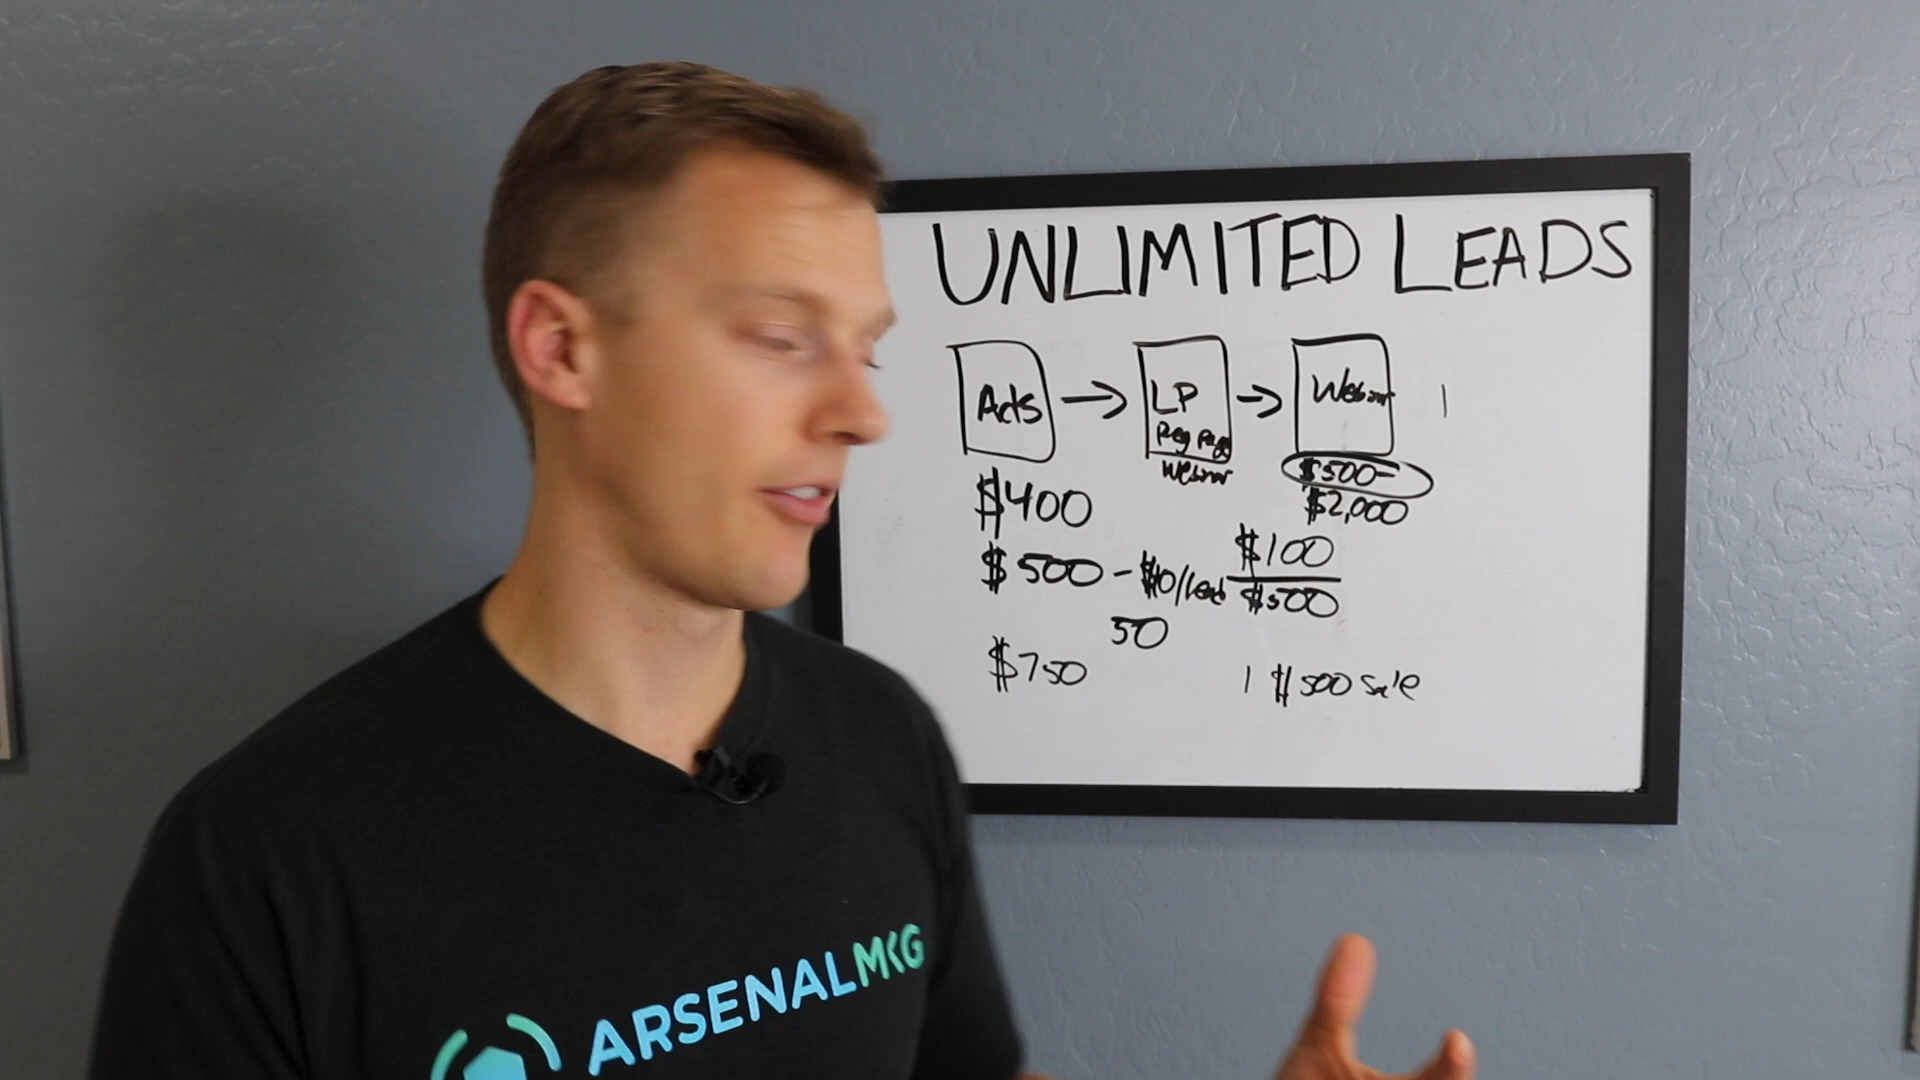 UNLIMITED LEADS
Acts → LP → Webinar |
Reg Page
Webinar
$500-
$2,000
$400
$100
$500 - $10/Lead $500
50
$750
1 $500 sale
ARSENALMKG